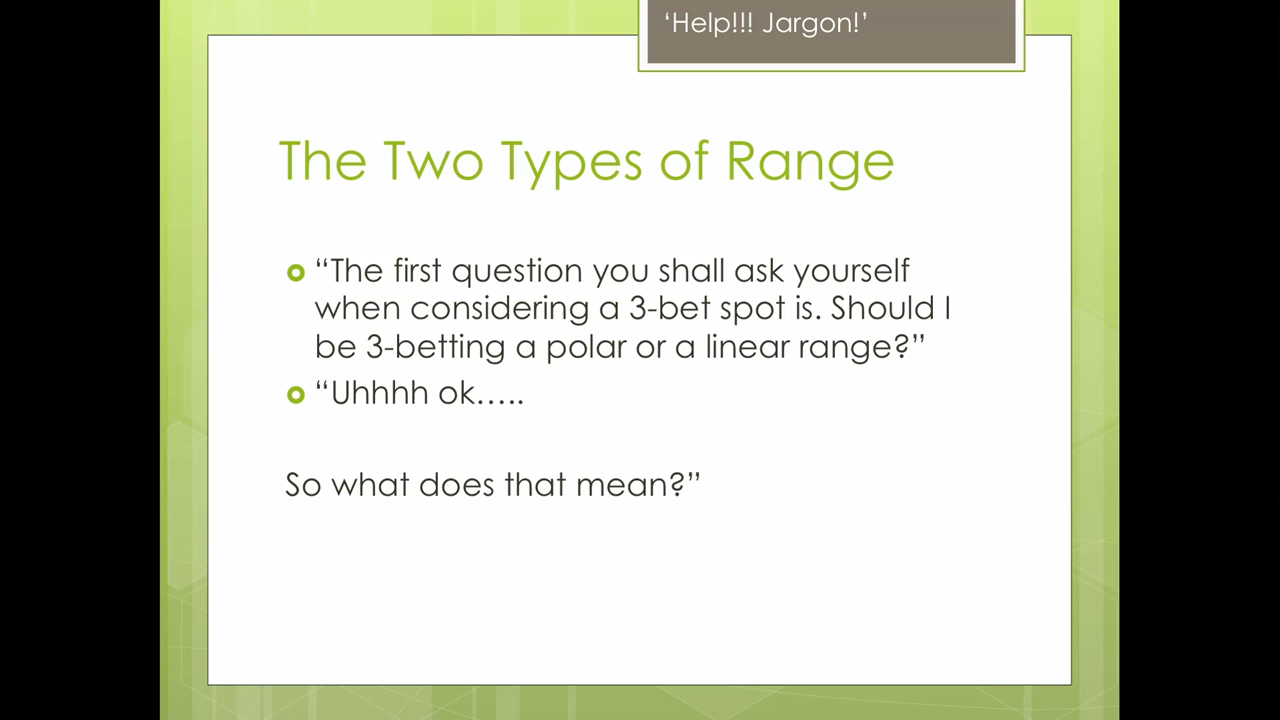 ‘Help!!! Jargon!’
The Two Types of Range
“The first question you shall ask yourself
when considering a 3-bet spot is. Should I
be 3-betting a polar or a linear range?”
“Uhhhh ok…..
So what does that mean?”